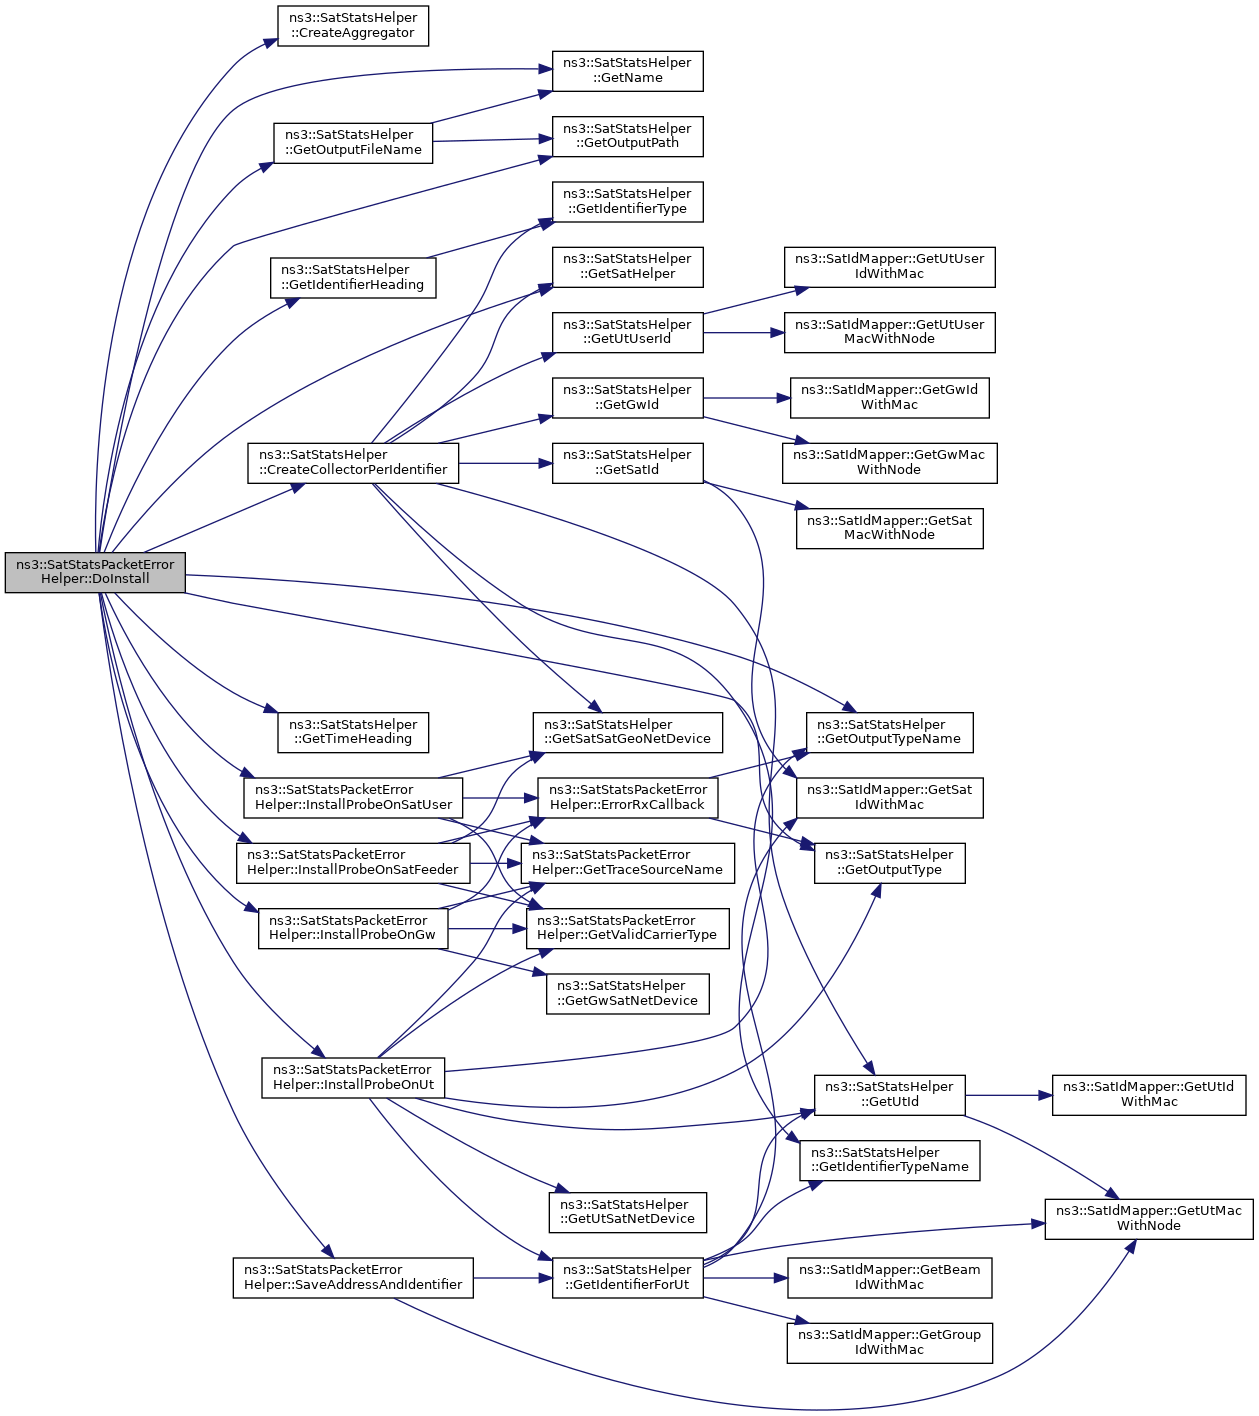 ns3::SatStatsHelper
::CreateAggregator
ns3::SatStatsHelper
::GetName
ns3::SatStatsHelper
::GetOutputFileName
ns3::SatStatsHelper
::GetOutputPath
ns3::SatStatsHelper
::GetIdentifierType
ns3::SatStatsHelper
::GetIdentifierHeading
ns3::SatStatsHelper
::GetSatHelper
ns3::SatIdMapper::GetUtUser
IdWithMac
ns3::SatStatsHelper
::GetUtUserId
ns3::SatIdMapper::GetUtUser
MacWithNode
ns3::SatStatsHelper
::GetGwId
ns3::SatIdMapper::GetGwId
WithMac
ns3::SatStatsHelper
::CreateCollectorPerIdentifier
ns3::SatStatsHelper
::GetSatId
ns3::SatIdMapper::GetGwMac
WithNode
ns3::SatIdMapper::GetSat
MacWithNode
ns3::SatStatsPacketError
Helper::DoInstall
ns3::SatStatsHelper
::GetTimeHeading
ns3::SatStatsHelper
::GetSatSatGeoNetDevice
ns3::SatStatsHelper
::GetOutputTypeName
ns3::SatStatsPacketError
Helper::InstallProbeOnSatUser
ns3::SatStatsPacketError
Helper::ErrorRxCallback
ns3::SatIdMapper::GetSat
IdWithMac
ns3::SatStatsPacketError
Helper::InstallProbeOnSatFeeder
ns3::SatStatsPacketError
Helper::GetTraceSourceName
ns3::SatStatsHelper
::GetOutputType
ns3::SatStatsPacketError
Helper::InstallProbeOnGw
ns3::SatStatsPacketError
Helper::GetValidCarrierType
ns3::SatStatsHelper
::GetGwSatNetDevice
ns3::SatStatsPacketError
Helper::InstallProbeOnUt
ns3::SatStatsHelper
::GetUtId
ns3::SatIdMapper::GetUtId
WithMac
ns3::SatStatsHelper
::GetIdentifierTypeName
ns3::SatStatsHelper
::GetUtSatNetDevice
ns3::SatIdMapper::GetUtMac
WithNode
ns3::SatStatsPacketError
Helper::SaveAddressAndIdentifier
ns3::SatStatsHelper
::GetIdentifierForUt
ns3::SatIdMapper::GetBeam
IdWithMac
ns3::SatIdMapper::GetGroup
IdWithMac